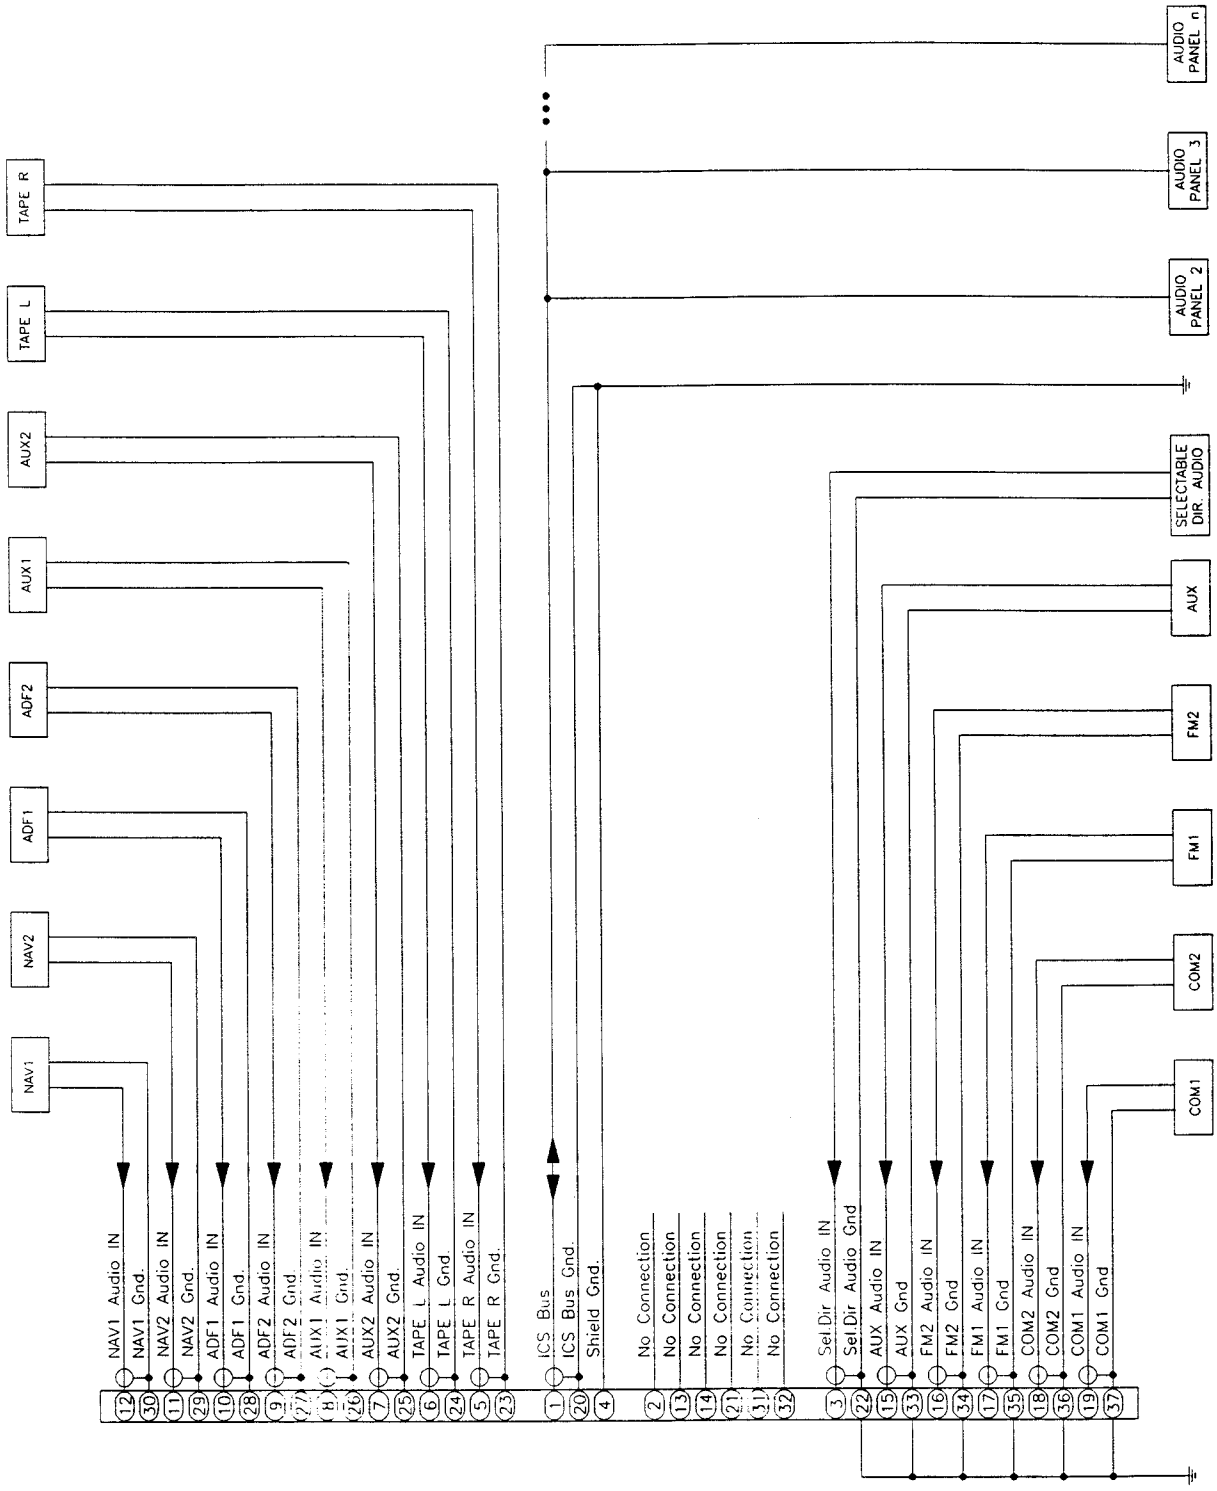 TAPE R
TAPE L
AUX2
AUX1
ADF2
ADF1
NAV2
NAV1
AUDIO
PANEL n
AUDIO
PANEL 3
AUDIO
PANEL 2
SELECTABLE
DIR. AUDIO
AUX
FM2
FM1
COM2
COM1
12 NAV1 Audio IN
30 NAV1 Gnd.
11 NAV2 Audio IN
29 NAV2 Gnd.
10 ADF1 Audio IN
28 ADF1 Gnd.
9 ADF2 Audio IN
27 ADF2 Gnd.
8 AUX1 Audio IN
26 AUX1 Gnd.
7 AUX2 Audio IN
25 AUX2 Gnd.
6 TAPE L Audio IN
24 TAPE L Gnd.
5 TAPE R Audio IN
23 TAPE R Gnd.
1 ICS Bus
20 ICS Bus Gnd.
4 Shield Gnd.
2 No Connection
13 No Connection
14 No Connection
21 No Connection
31 No Connection
32 No Connection
3 Sel.Dir Audio IN
22 Sel.Dir Audio Gnd
15 AUX Audio IN
33 AUX Gnd
16 FM2 Audio IN
34 FM2 Gnd
17 FM1 Audio IN
35 FM1 Gnd
18 COM2 Audio IN
36 COM2 Gnd
19 COM1 Audio IN
37 COM1 Gnd